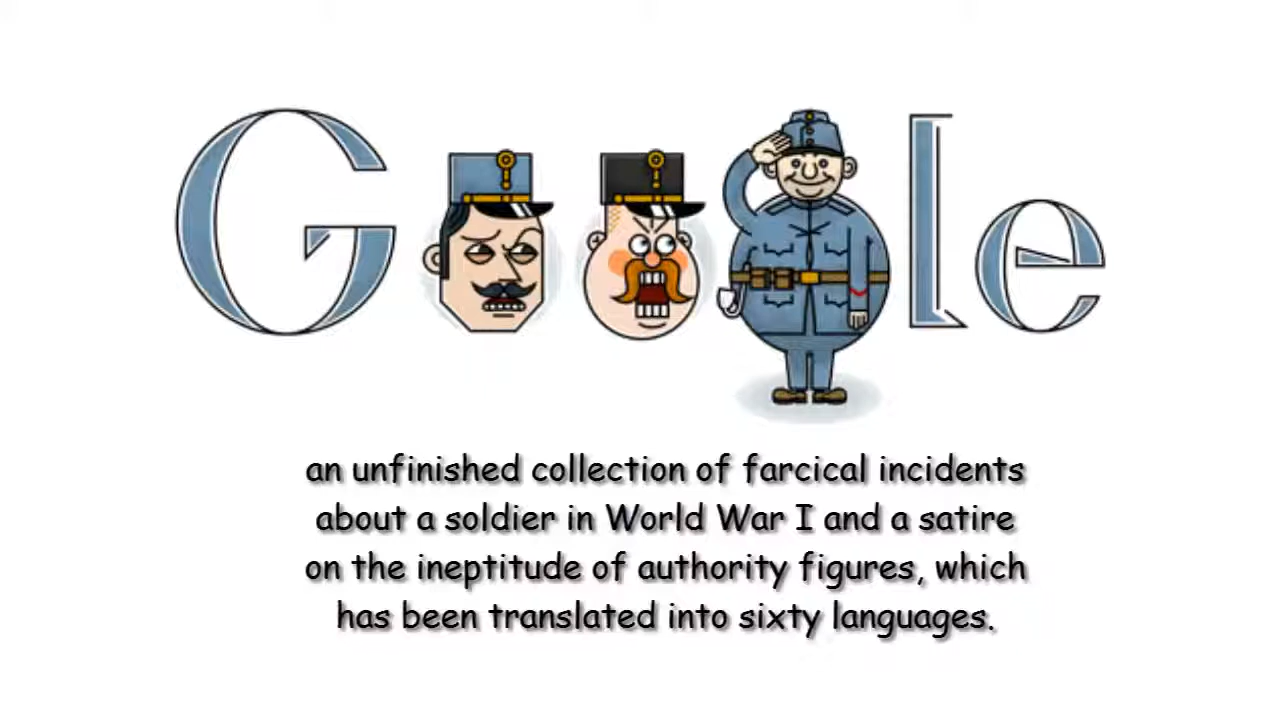 Google
an unfinished collection of farcical incidents
about a soldier in World War I and a satire
on the ineptitude of authority figures, which
has been translated into sixty languages.